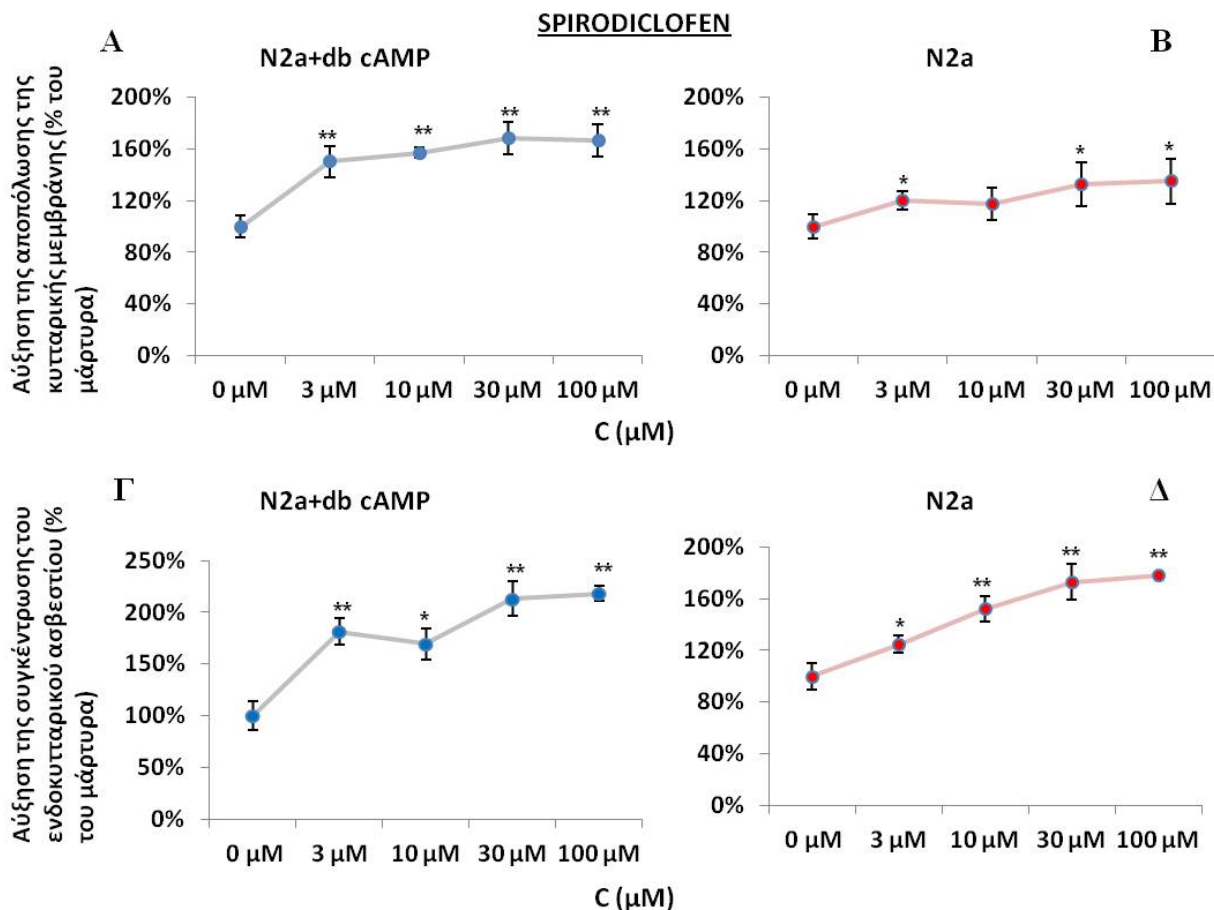 SPIRODICLOFEN
Α
Β
N2a+db cAMP
N2a
Αύξηση της αποπόλωσης της
κυτταρικής μεμβράνης (% του
μάρτυρα)
200%
160%
120%
80%
40%
0%
**
**
**
**
0 μM 3 μM 10 μM 30 μM 100 μM
200%
160%
120%
80%
40%
0%
*
*
*
0 μM 3 μM 10 μM 30 μM 100 μM
C (μM)
Γ
Δ
N2a+db cAMP
N2a
Αύξηση της συγκέντρωσης του
ενδοκυτταρικού ασβεστίου (%
του μάρτυρα)
250%
200%
150%
100%
50%
0%
**
*
**
**
0 μM 3 μM 10 μM 30 μM 100 μM
200%
160%
120%
80%
40%
0%
*
**
**
**
0 μM 3 μM 10 μM 30 μM 100 μM
C (μM)